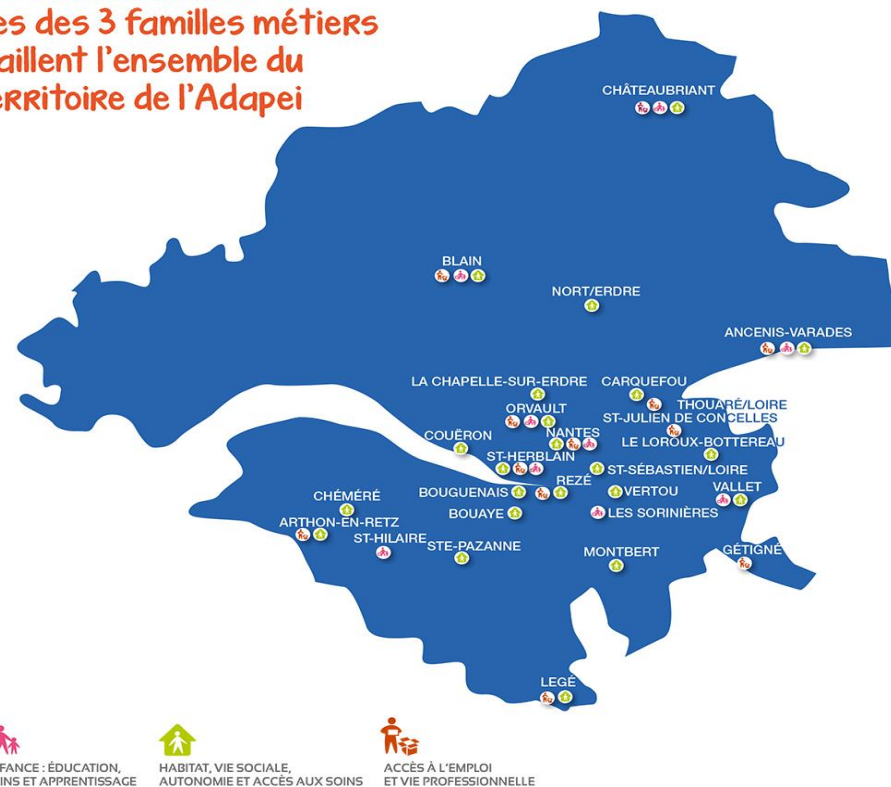 es des 3 familles métiers
aillent l'ensemble du
erritoire de l'Adapei
CHÂTEAUBRIANT
BLAIN
NORT/ERDRE
ANCENIS-VARADES
LA CHAPELLE-SUR-ERDRE
CARQUEFOU
THOUARÉ/LOIRE
ORVAULT
ST-JULIEN DE CONCELLES
COUËRON
NANTES
LE LOROUX-BOTTEREAU
ST-HERBLAIN
ST-SÉBASTIEN/LOIRE
REZÉ
BOUGUENAIS
VERTOU
VALLET
CHÉMÉRÉ
BOUAYE
LES SORINIÈRES
ARTHON-EN-RETZ
ST-HILAIRE
STE-PAZANNE
MONTBERT
GÉTIGNÉ
LEGÉ
FANCE : ÉDUCATION,
INS ET APPRENTISSAGE
HABITAT, VIE SOCIALE,
AUTONOMIE ET ACCÈS AUX SOINS
ACCÈS À L'EMPLOI
ET VIE PROFESSIONNELLE